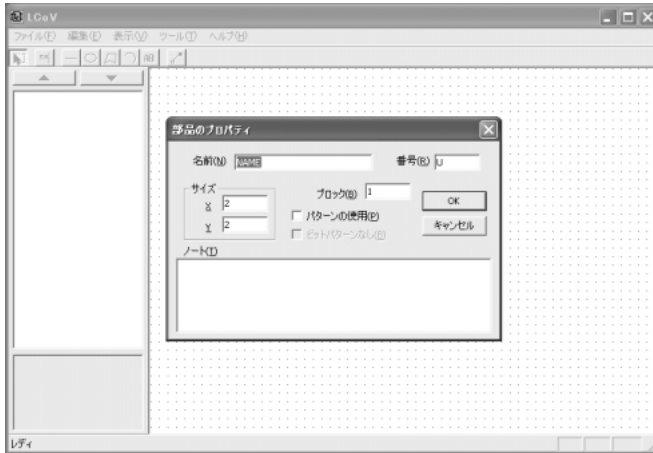 LCoV
ファイル(F) 編集(E) 表示(V) ツール(T) ヘルプ(H)
部品のプロパティ
名前(N) NAME 番号(R) U
サイズ
X 2
Y 2
ブロック(B) 1
パターンの使用(P)
ビットパターンなし(B)
OK
キャンセル
ノート(T)
レディ